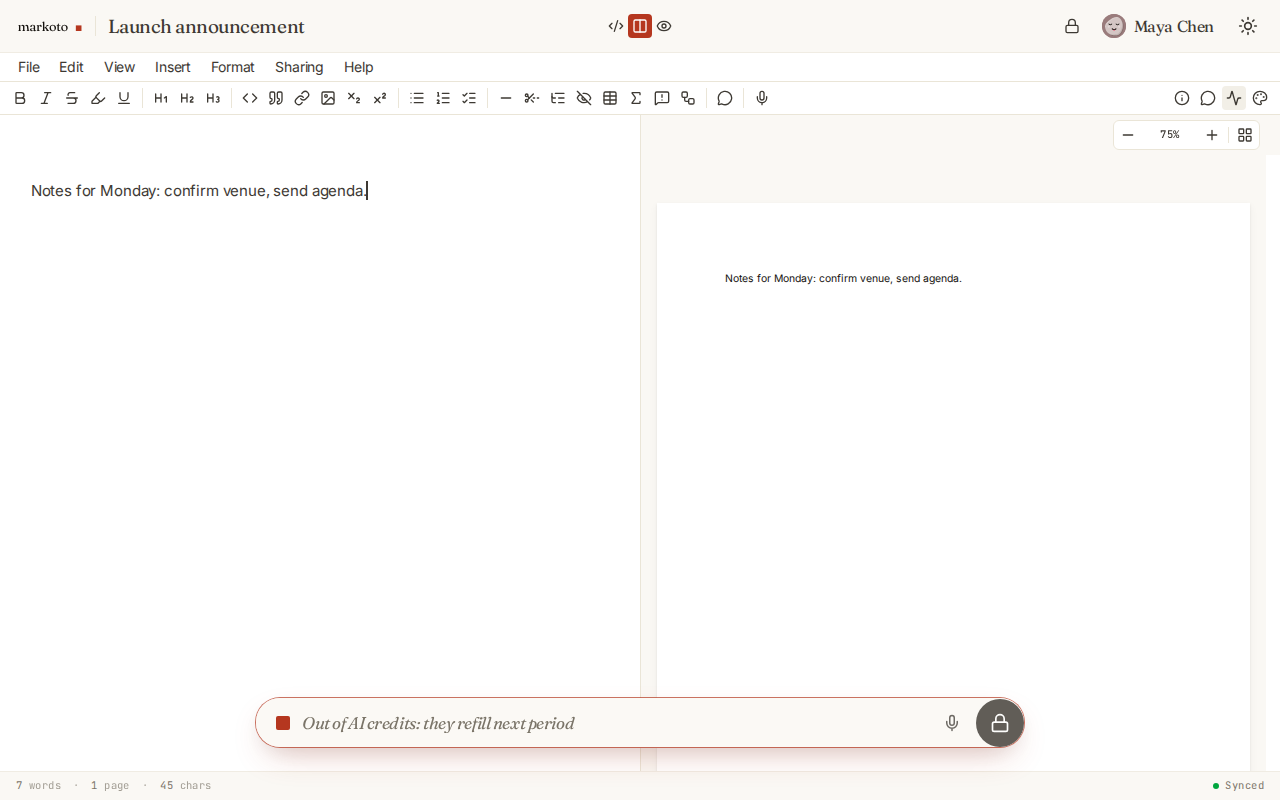 markoto
Launch announcement
Maya Chen
File Edit View Insert Format Sharing Help
B I S U H1 H2 H3 x2 x2
75%
Notes for Monday: confirm venue, send agenda.
Notes for Monday: confirm venue, send agenda.
Out of AI credits: they refill next period
7 words · 1 page · 45 chars
Synced